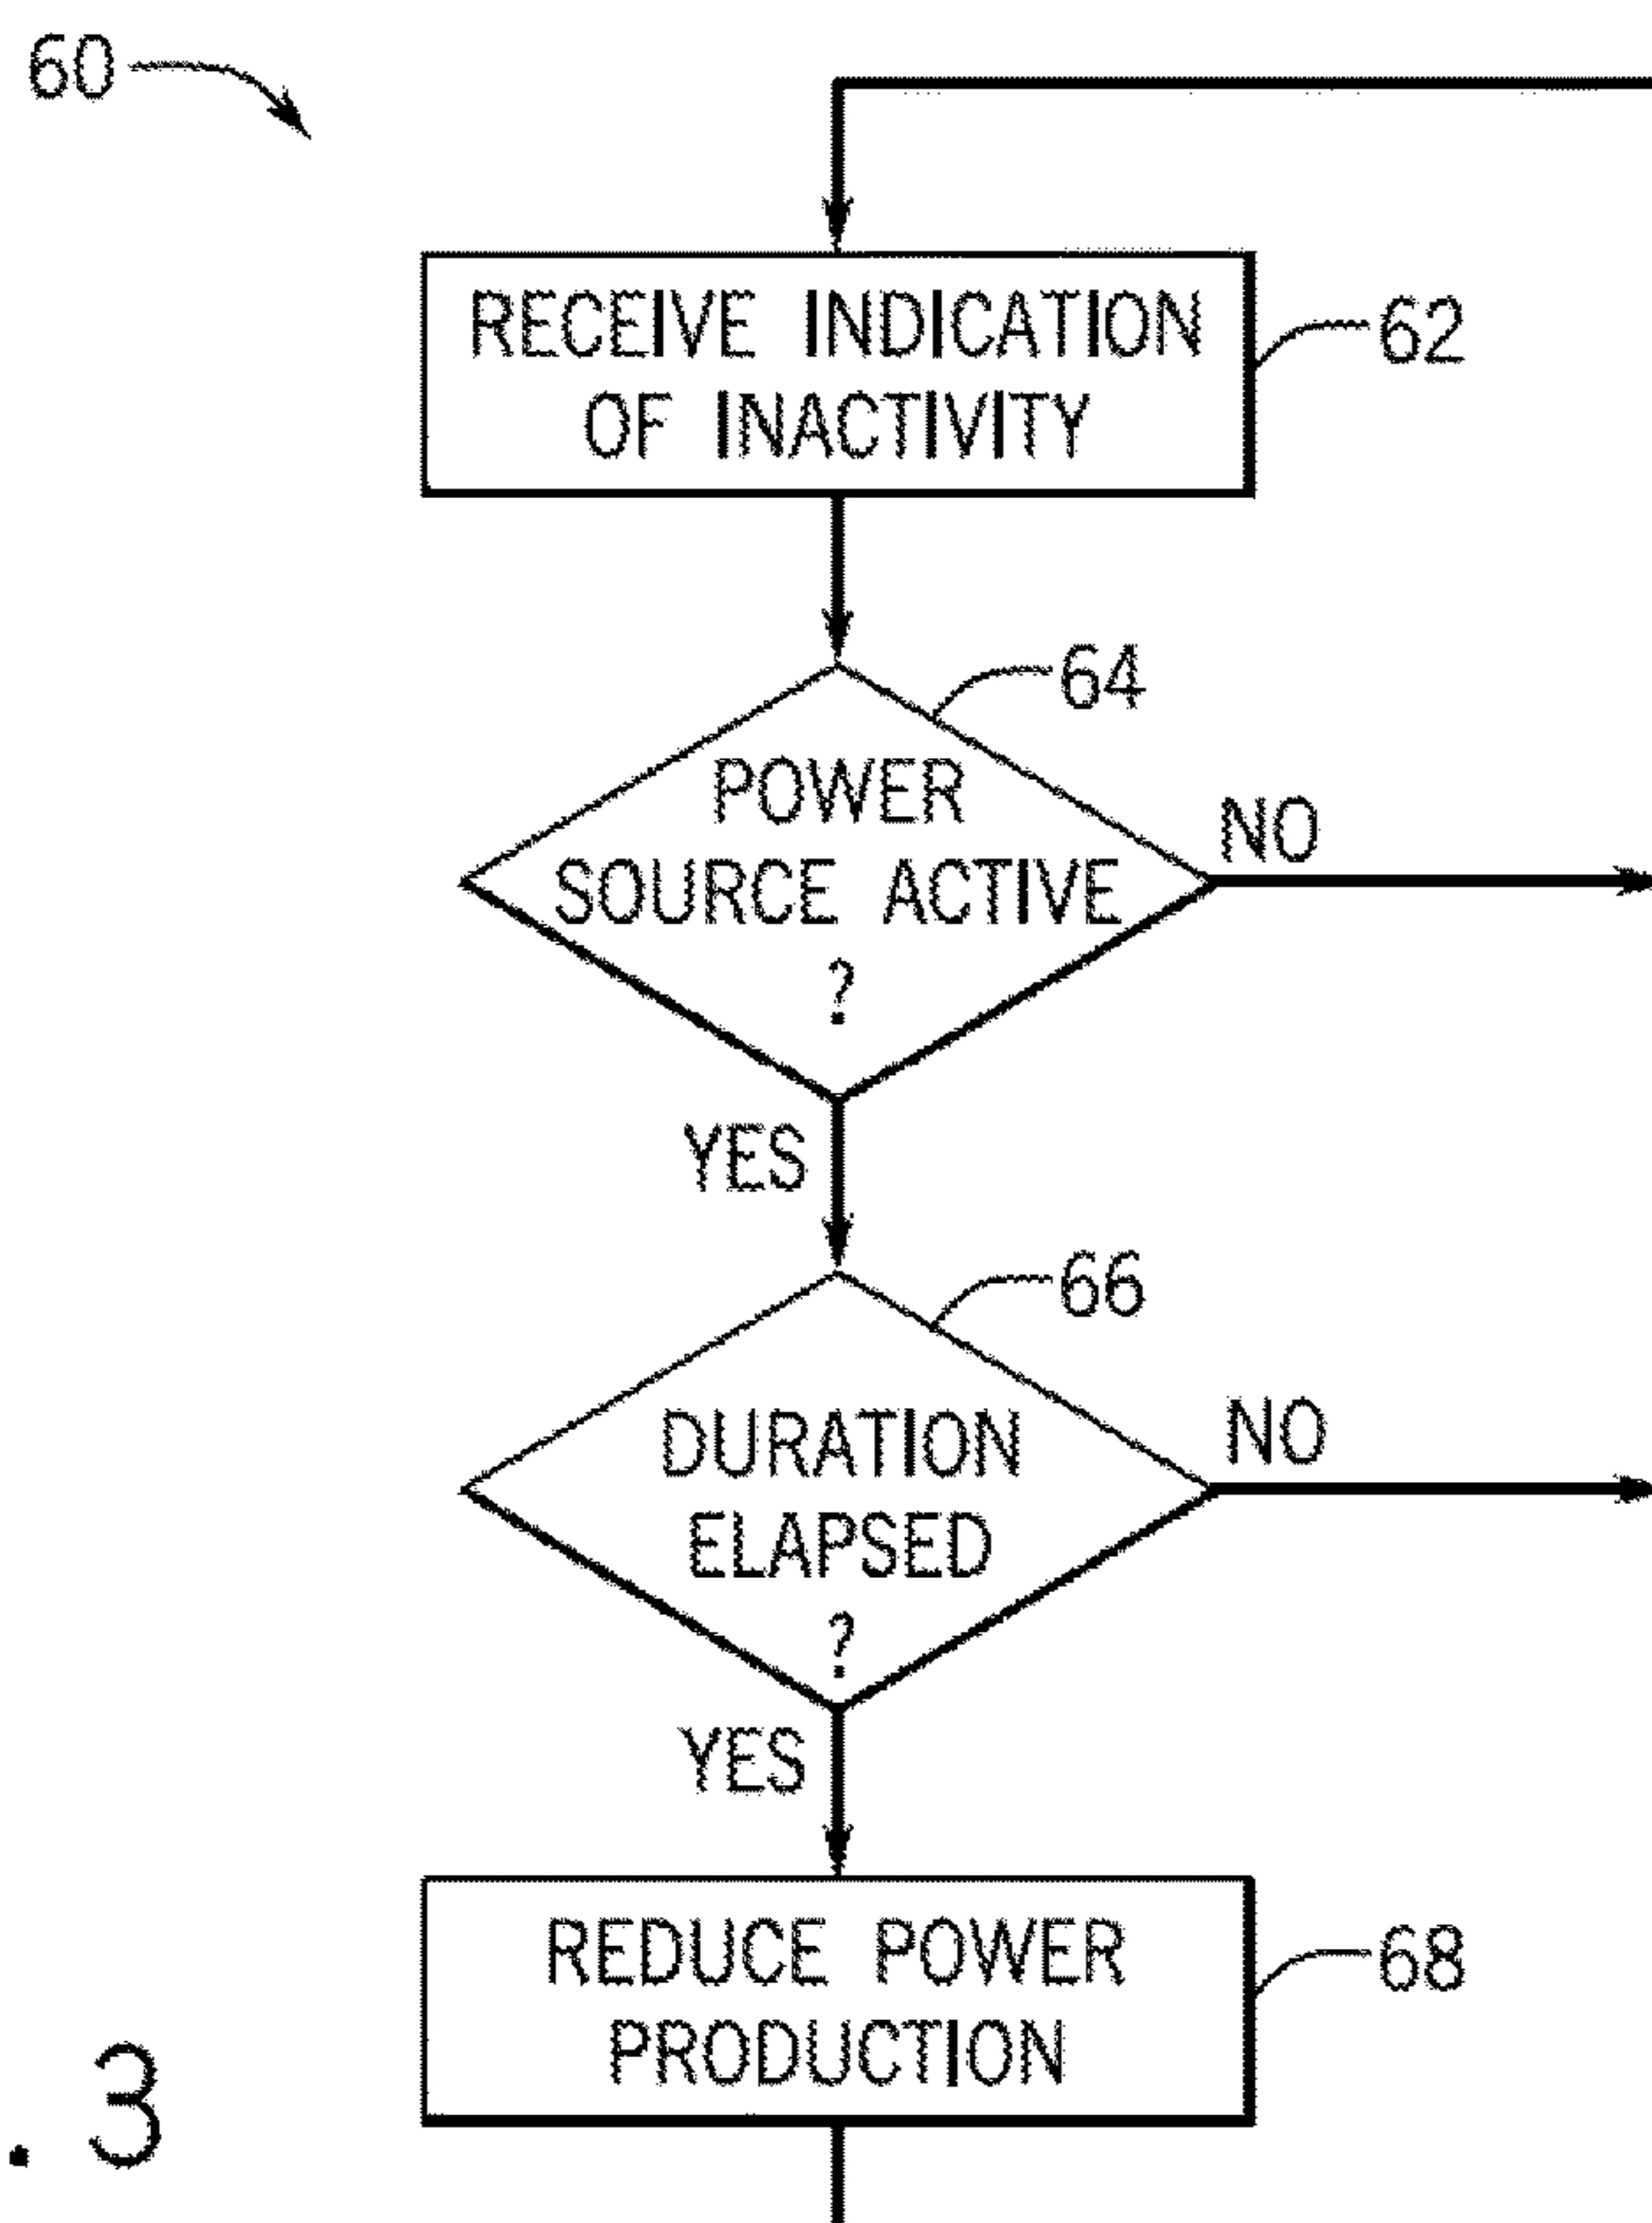 60
RECEIVE INDICATION
OF INACTIVITY
62
64
POWER
SOURCE ACTIVE
?
NO
YES
66
DURATION
ELAPSED
?
NO
YES
REDUCE POWER
PRODUCTION
68
. 3